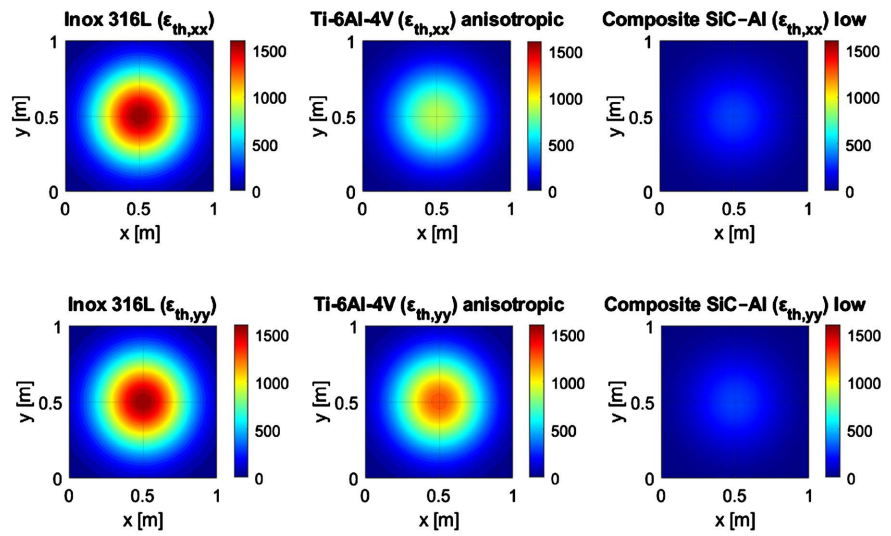 Inox 316L (ε_th,xx)
Ti-6Al-4V (ε_th,xx) anisotropic
Composite SiC–Al (ε_th,xx) low
1
0.5
0
y [m]
0 0.5 1
x [m]
1500
1000
500
0
1
0.5
0
y [m]
0 0.5 1
x [m]
1500
1000
500
0
1
0.5
0
y [m]
0 0.5 1
x [m]
1500
1000
500
0
Inox 316L (ε_th,yy)
Ti-6Al-4V (ε_th,yy) anisotropic
Composite SiC–Al (ε_th,yy) low
1
0.5
0
y [m]
0 0.5 1
x [m]
1500
1000
500
0
1
0.5
0
y [m]
0 0.5 1
x [m]
1500
1000
500
0
1
0.5
0
y [m]
0 0.5 1
x [m]
1500
1000
500
0